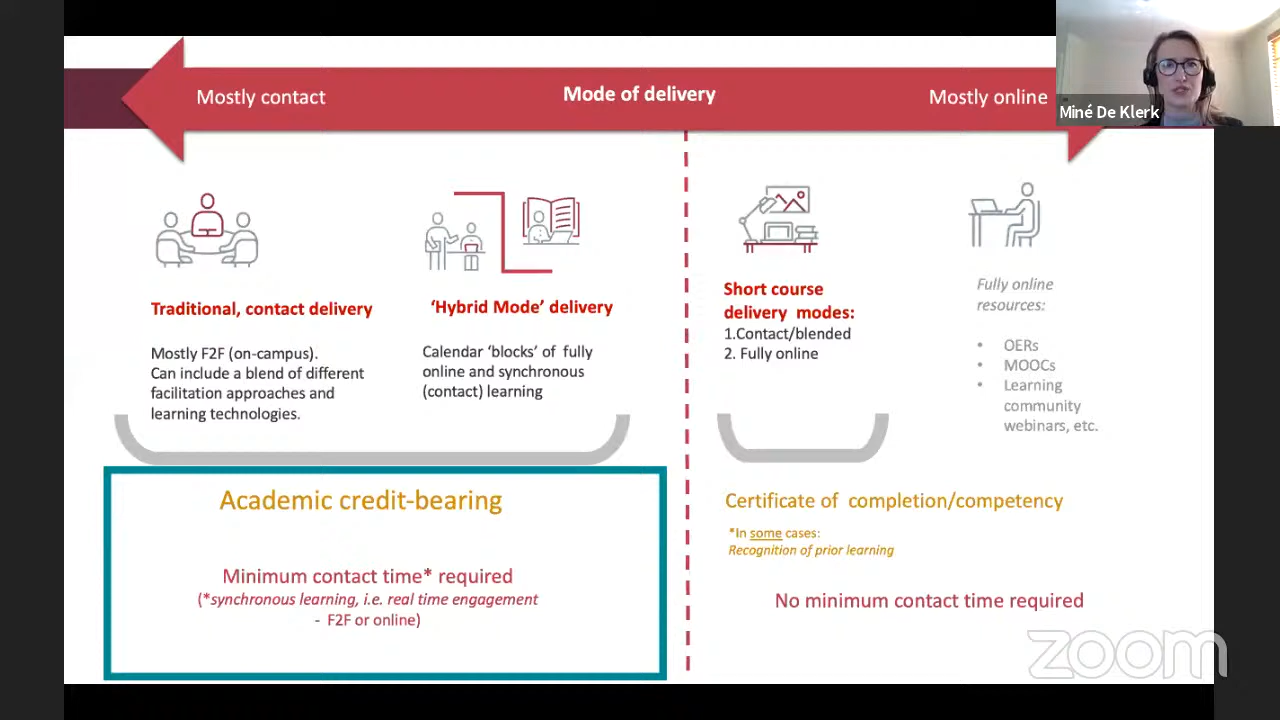 Mostly contact
Mode of delivery
Mostly online
Miné De Klerk
Traditional, contact delivery
Mostly F2F (on-campus).
Can include a blend of different
facilitation approaches and
learning technologies.
‘Hybrid Mode’ delivery
Calendar ‘blocks’ of fully
online and synchronous
(contact) learning
Short course
delivery modes:
1.Contact/blended
2. Fully online
Fully online
resources:
• OERs
• MOOCs
• Learning
community
webinars, etc.
Academic credit-bearing
Minimum contact time* required
(*synchronous learning, i.e. real time engagement
- F2F or online)
Certificate of completion/competency
*In some cases:
Recognition of prior learning
No minimum contact time required
zoom